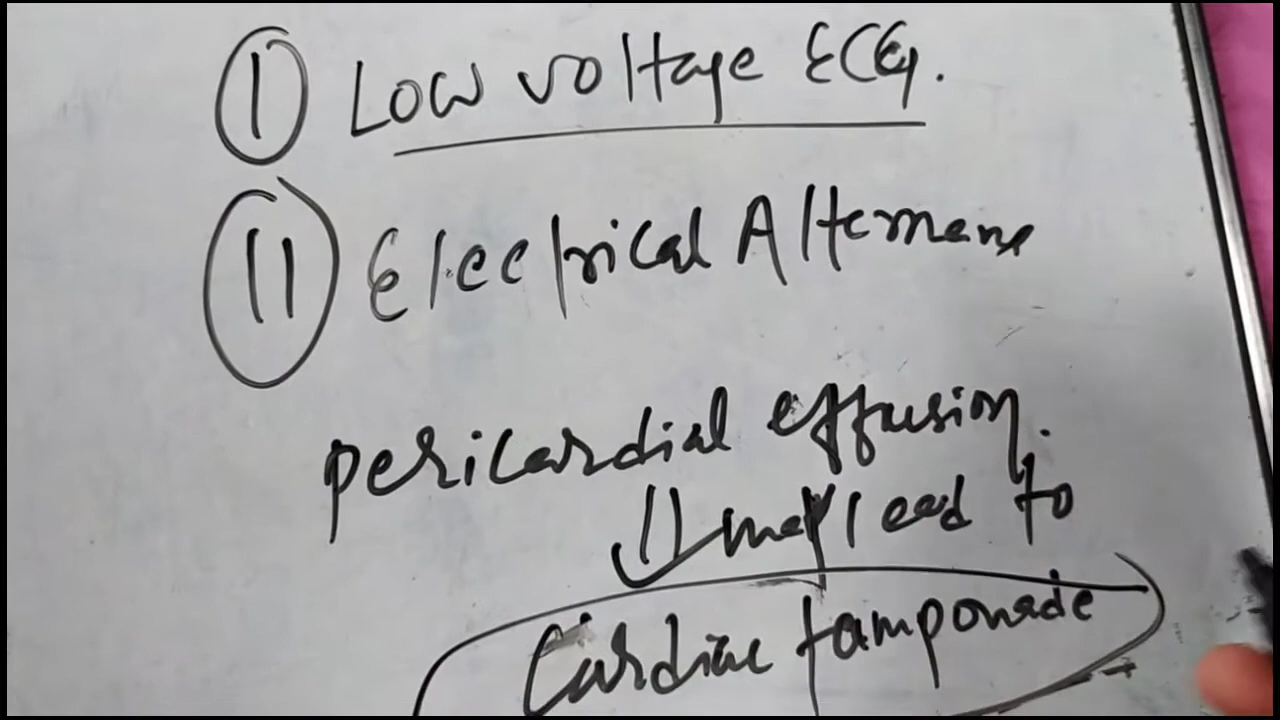 I Low voltage ECG.
II Electrical Alternans
pericardial effusion.
may lead to
Cardiac tamponade